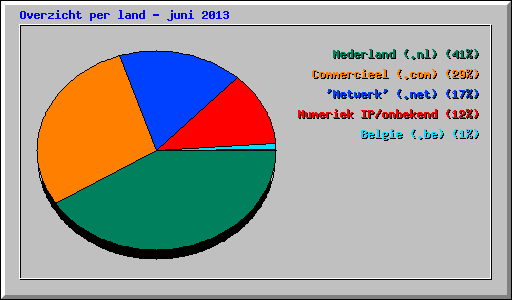 Overzicht per land - juni 2013
Nederland (.nl) (41%)
Commercieel (.com) (29%)
'Netwerk' (.net) (17%)
Numeriek IP/onbekend (12%)
Belgie (.be) (1%)